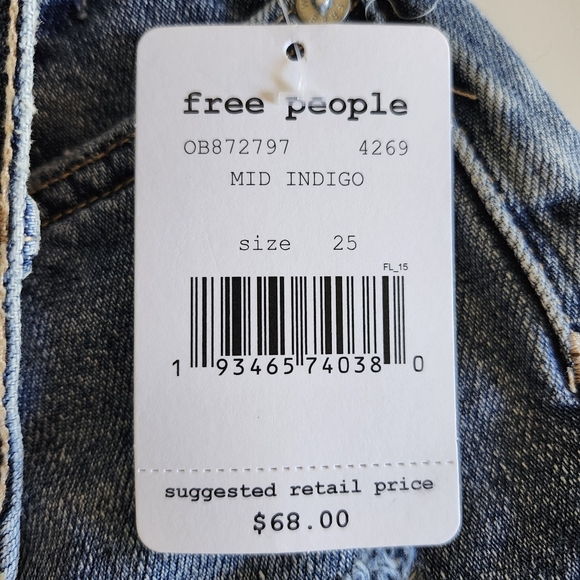 free people
OB872797 4269
MID INDIGO
size 25
FL_15
1 93465 74038 0
suggested retail price
$68.00